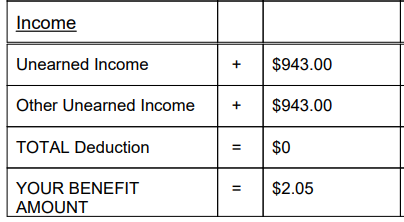 Income
Unearned Income + $943.00
Other Unearned Income + $943.00
TOTAL Deduction = $0
YOUR BENEFIT = $2.05
AMOUNT